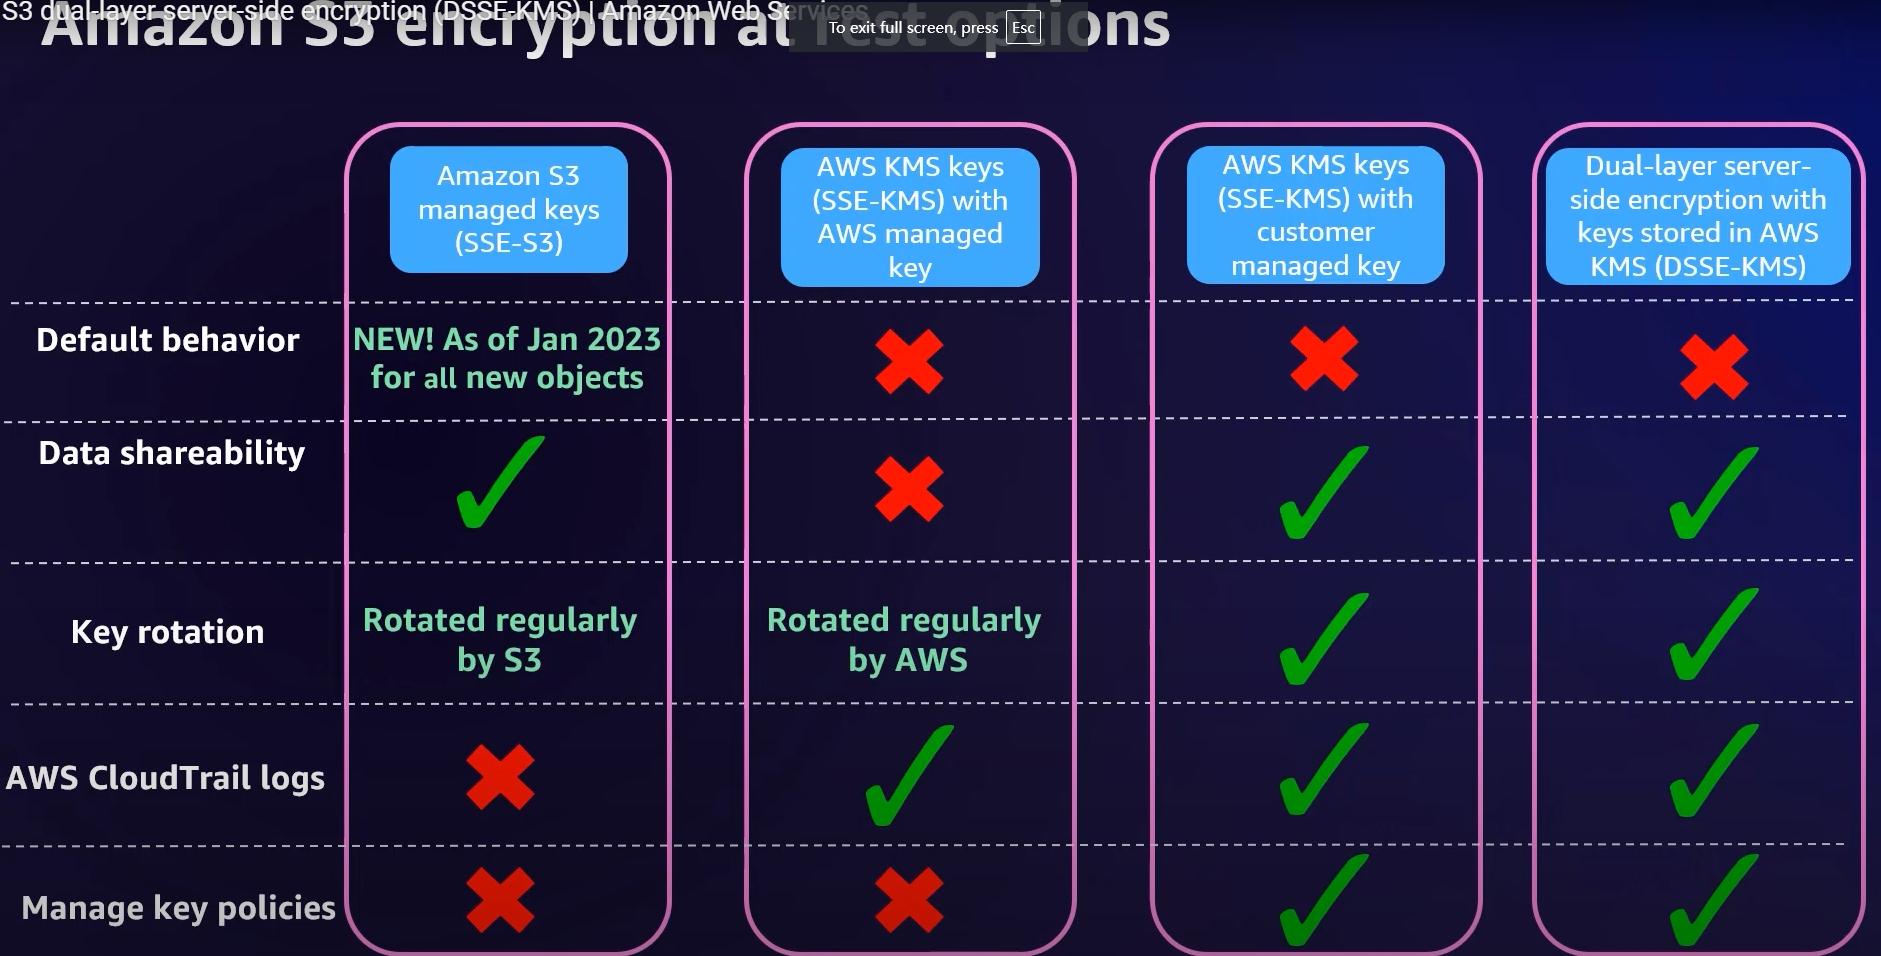 S3 dual-layer server-side encryption (DSSE-KMS) | Amazon Web Services
Amazon S3 encryption at rest options
To exit full screen, press Esc
Amazon S3
managed keys
(SSE-S3)
AWS KMS keys
(SSE-KMS) with
AWS managed
key
AWS KMS keys
(SSE-KMS) with
customer
managed key
Dual-layer server-
side encryption with
keys stored in AWS
KMS (DSSE-KMS)
Default behavior
NEW! As of Jan 2023
for all new objects
Data shareability
Key rotation
Rotated regularly
by S3
Rotated regularly
by AWS
AWS CloudTrail logs
Manage key policies